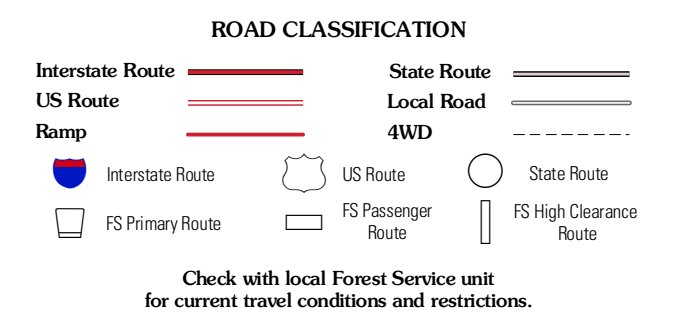 ROAD CLASSIFICATION
Interstate Route
State Route
US Route
Local Road
Ramp
4WD
Interstate Route
US Route
State Route
FS Primary Route
FS Passenger
Route
FS High Clearance
Route
Check with local Forest Service unit
for current travel conditions and restrictions.